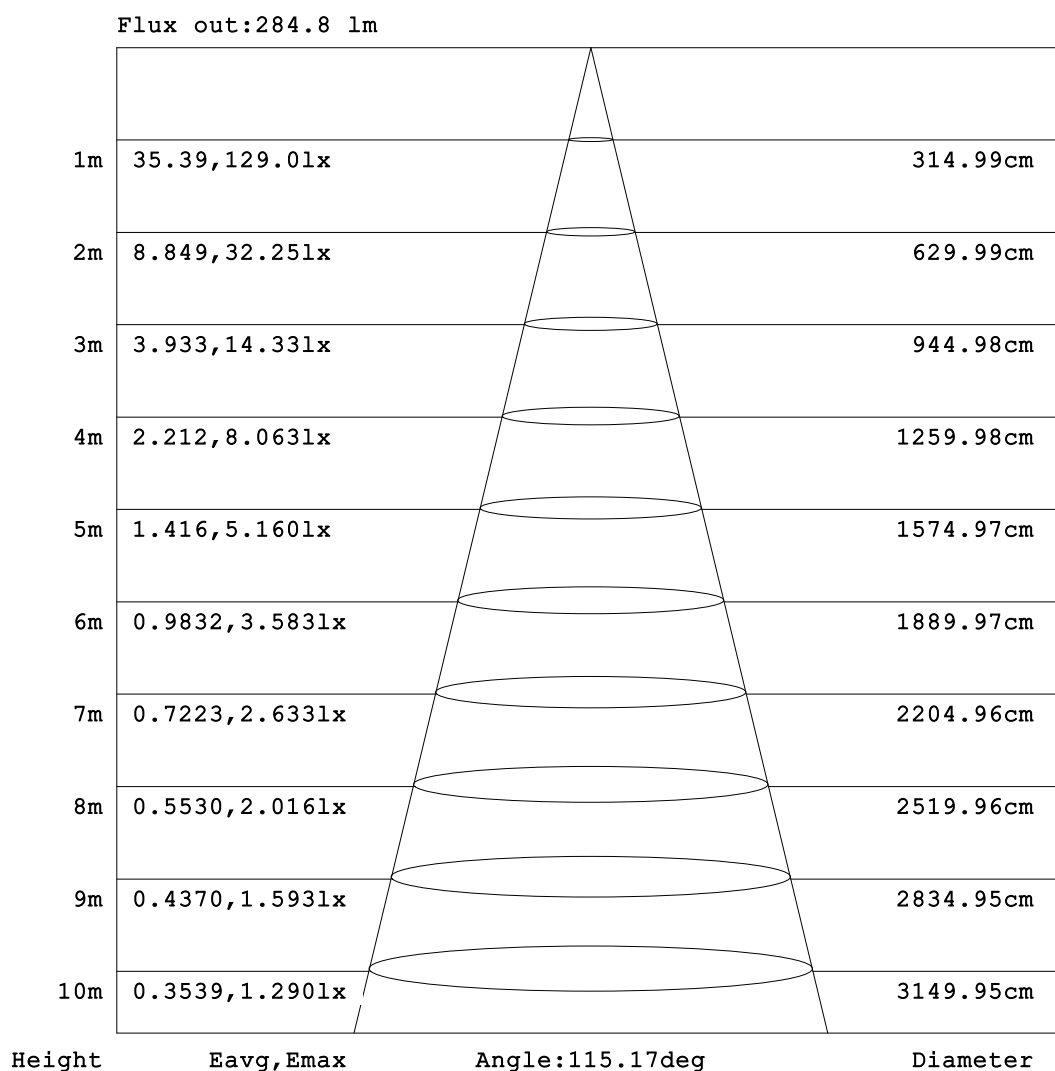 Flux out:284.8 lm
1m 35.39,129.0lx 314.99cm
2m 8.849,32.25lx 629.99cm
3m 3.933,14.33lx 944.98cm
4m 2.212,8.063lx 1259.98cm
5m 1.416,5.160lx 1574.97cm
6m 0.9832,3.583lx 1889.97cm
7m 0.7223,2.633lx 2204.96cm
8m 0.5530,2.016lx 2519.96cm
9m 0.4370,1.593lx 2834.95cm
10m 0.3539,1.290lx 3149.95cm
Height Eavg,Emax Angle:115.17deg Diameter